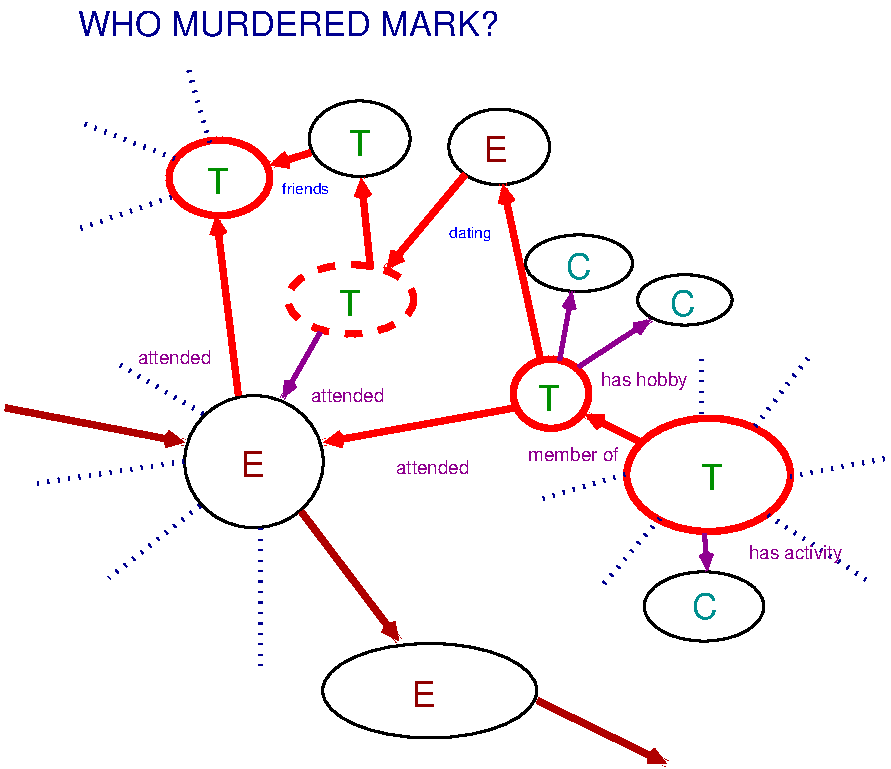 WHO MURDERED MARK?
T
E
T
friends
dating
C
C
T
attended
has hobby
attended
T
member of
E
attended
T
has activity
C
E